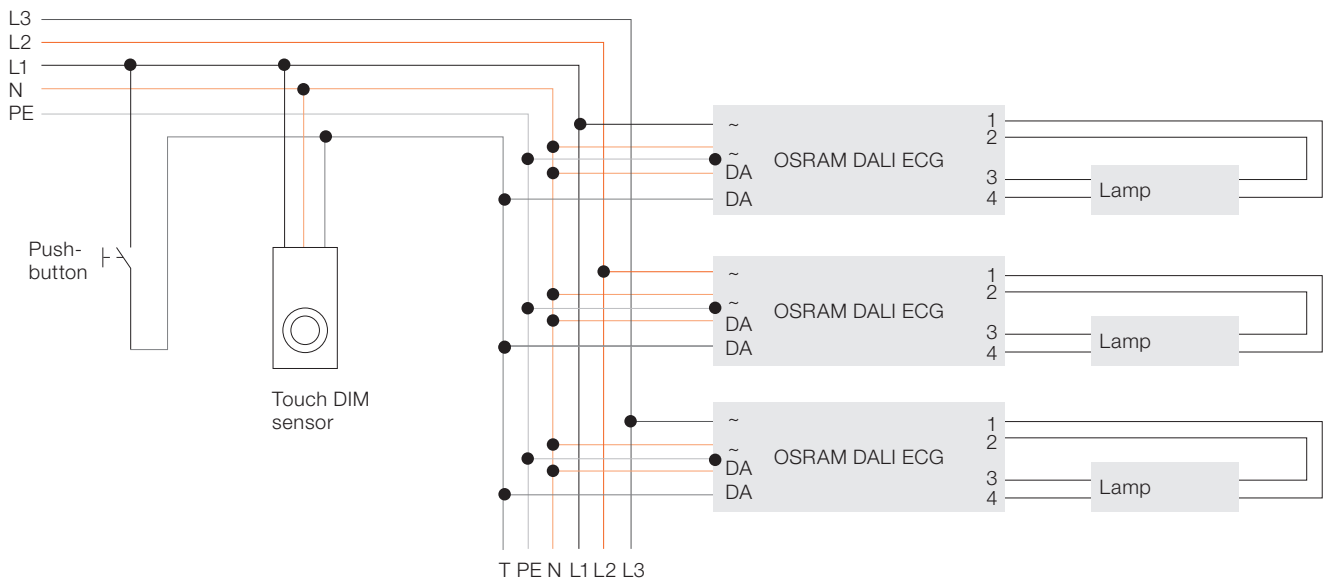 L3
L2
L1
N
PE
Push-
button
Touch DIM
sensor
~
~
DA
DA
OSRAM DALI ECG
1
2
3
4
Lamp
~
~
DA
DA
OSRAM DALI ECG
1
2
3
4
Lamp
~
~
DA
DA
OSRAM DALI ECG
1
2
3
4
Lamp
T PE N L1 L2 L3